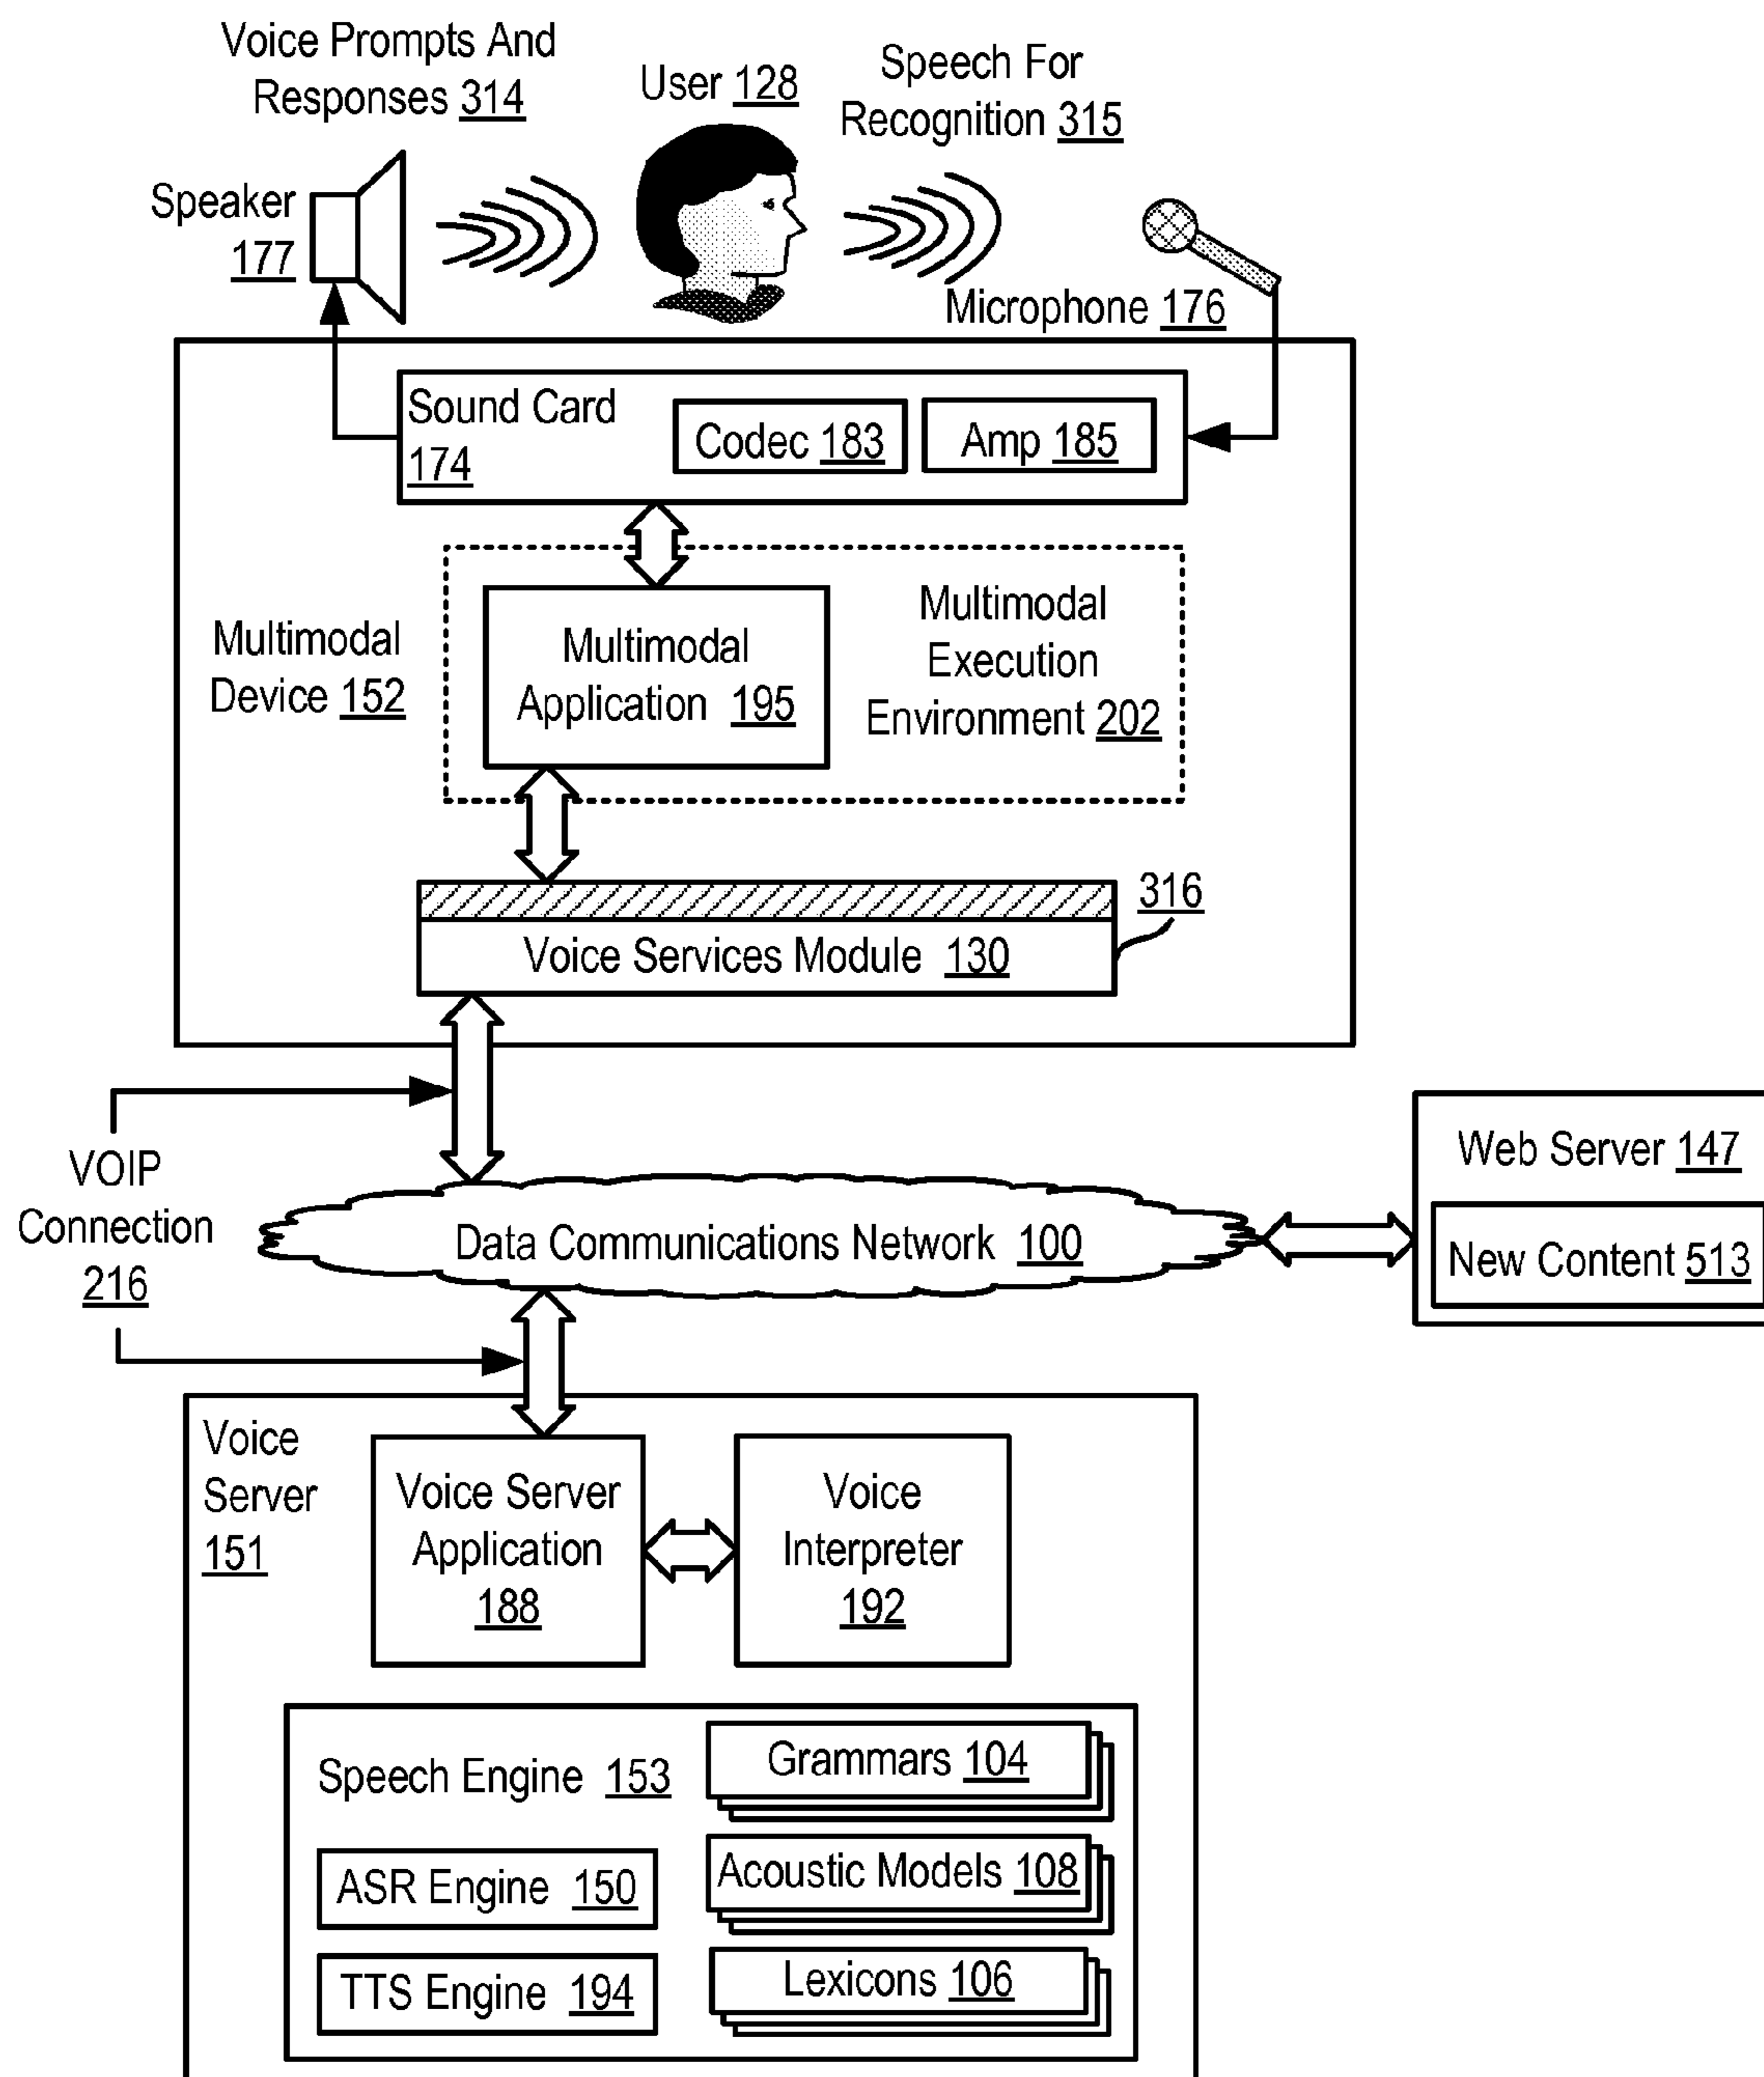 Voice Prompts And
Responses 314
User 128
Speech For
Recognition 315
Speaker
177
Microphone 176
Sound Card
174
Codec 183
Amp 185
Multimodal
Device 152
Multimodal
Application 195
Multimodal
Execution
Environment 202
316
Voice Services Module 130
VOIP
Connection
216
Data Communications Network 100
Web Server 147
New Content 513
Voice
Server
151
Voice Server
Application
188
Voice
Interpreter
192
Speech Engine 153
Grammars 104
ASR Engine 150
Acoustic Models 108
TTS Engine 194
Lexicons 106